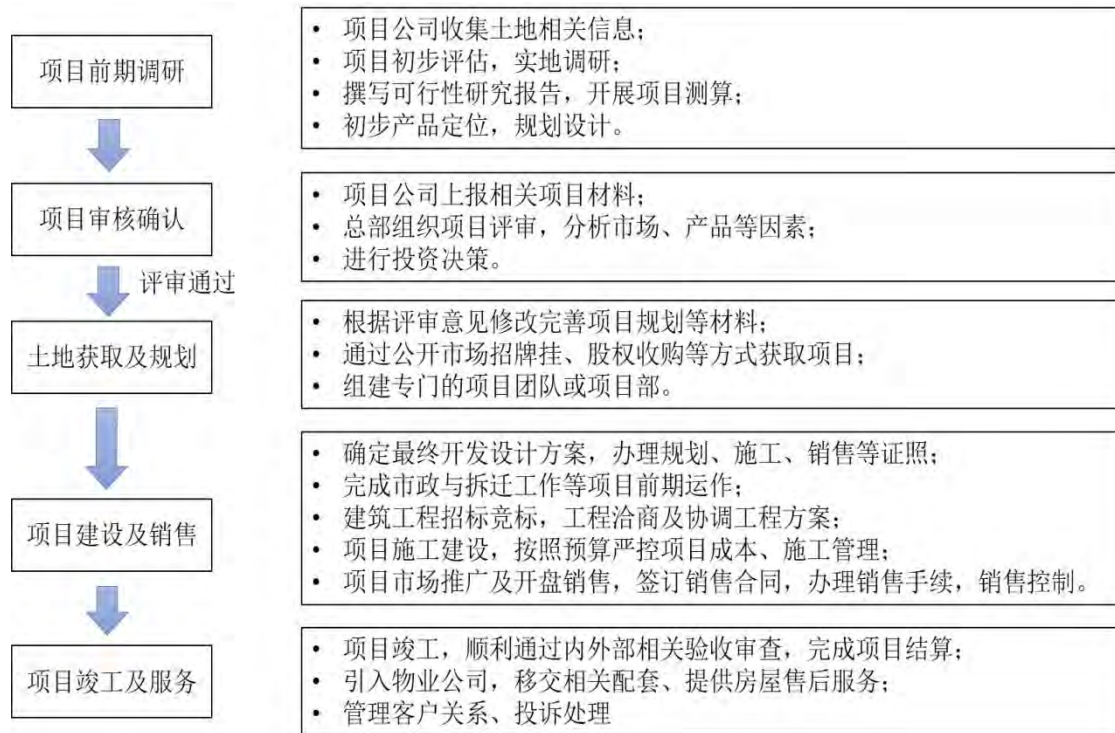 项目前期调研
• 项目公司收集土地相关信息；
• 项目初步评估，实地调研；
• 撰写可行性研究报告，开展项目测算；
• 初步产品定位，规划设计。
项目审核确认
• 项目公司上报相关项目材料；
• 总部组织项目评审，分析市场、产品等因素；
• 进行投资决策。
评审通过
土地获取及规划
• 根据评审意见修改完善项目规划等材料；
• 通过公开市场招牌挂、股权收购等方式获取项目；
• 组建专门的项目团队或项目部。
项目建设及销售
• 确定最终开发设计方案，办理规划、施工、销售等证照；
• 完成市政与拆迁工作等项目前期运作；
• 建筑工程招标竞标，工程洽商及协调工程方案；
• 项目施工建设，按照预算严控项目成本、施工管理；
• 项目市场推广及开盘销售，签订销售合同，办理销售手续，销售控制。
项目竣工及服务
• 项目竣工，顺利通过内外部相关验收审查，完成项目结算；
• 引入物业公司，移交相关配套、提供房屋售后服务；
• 管理客户关系、投诉处理